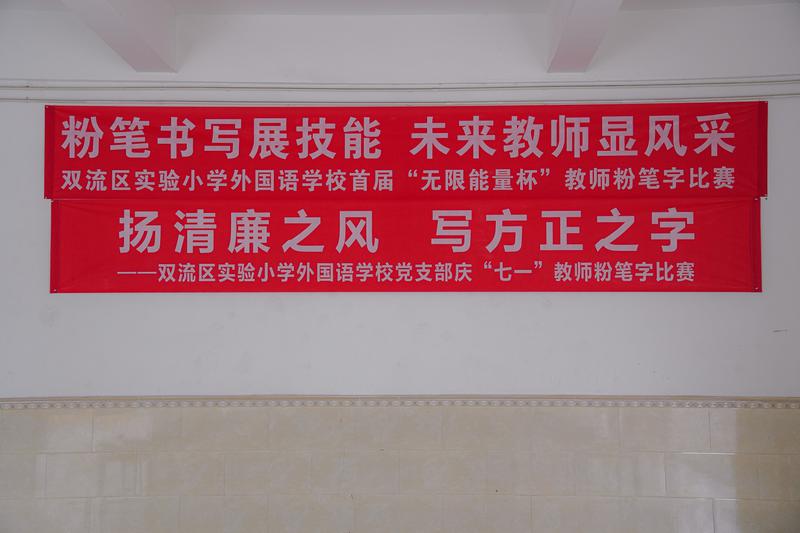 粉笔书写展技能 未来教师显风采
双流区实验小学外国语学校首届“无限能量杯”教师粉笔字比赛
扬清廉之风 写方正之字
——双流区实验小学外国语学校党支部庆“七一”教师粉笔字比赛